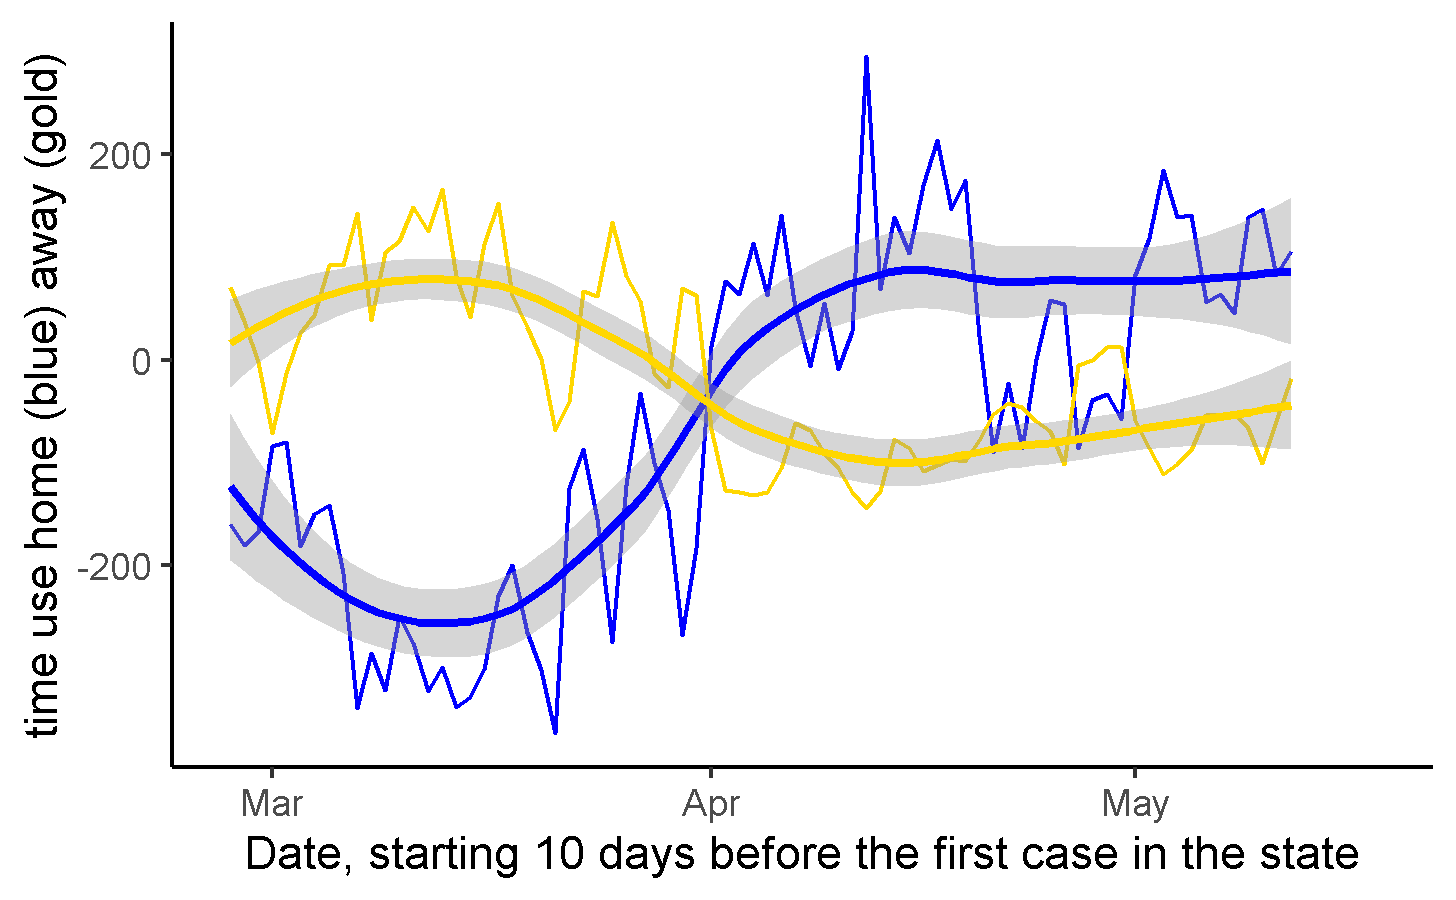 time use home (blue) away (gold)
200
0
-200
Mar
Apr
May
Date, starting 10 days before the first case in the state